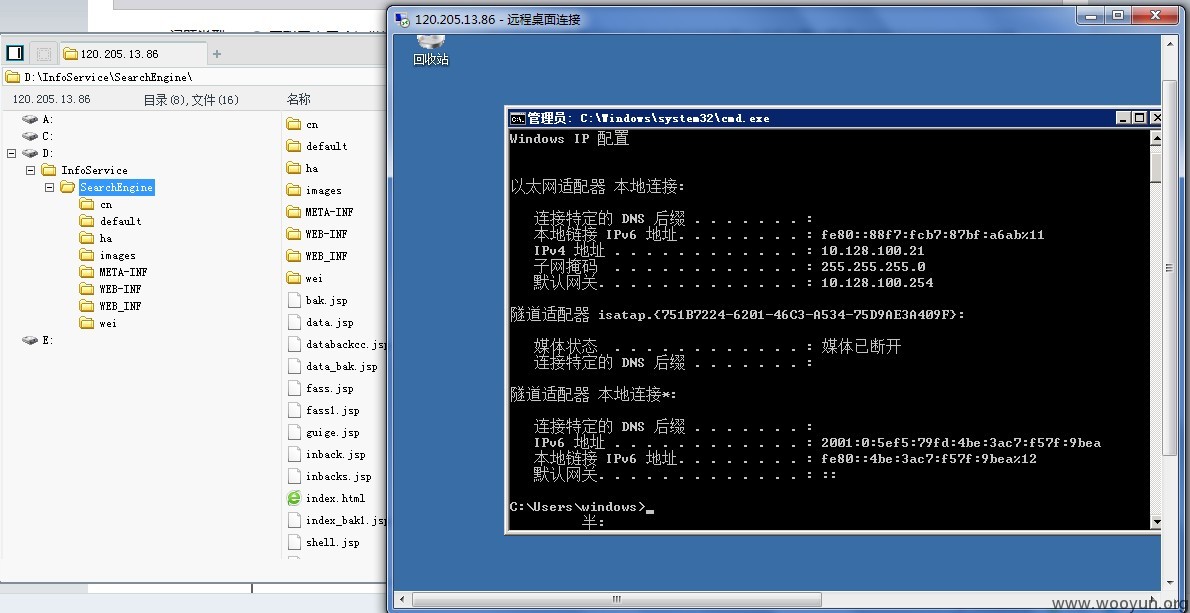 120.205.13.86 - 远程桌面连接
120.205.13.86
D:\InfoService\SearchEngine\
120.205.13.86 目录(8),文件(16) 名称
A:
C:
D:
InfoService
SearchEngine
cn
default
ha
images
META-INF
WEB-INF
WEB_INF
wei
E:
cn
default
ha
images
META-INF
WEB-INF
WEB_INF
wei
bak.jsp
data.jsp
databackcc.jsp
data_bak.jsp
fass.jsp
fass1.jsp
guige.jsp
inback.jsp
inbacks.jsp
index.html
index_bak1.jsp
shell.jsp
回收站
管理员: C:\Windows\system32\cmd.exe
Windows IP 配置
以太网适配器 本地连接:
连接特定的 DNS 后缀 . . . . . . . :
本地链接 IPv6 地址. . . . . . . . : fe80::88f7:fcb7:87bf:a6ab%11
IPv4 地址 . . . . . . . . . . . . : 10.128.100.21
子网掩码 . . . . . . . . . . . . : 255.255.255.0
默认网关. . . . . . . . . . . . . : 10.128.100.254
隧道适配器 isatap.{751B7224-6201-46C3-A534-75D9AE3A409F}:
媒体状态 . . . . . . . . . . . . : 媒体已断开
连接特定的 DNS 后缀 . . . . . . . :
隧道适配器 本地连接*:
连接特定的 DNS 后缀 . . . . . . . :
IPv6 地址 . . . . . . . . . . . . : 2001:0:5ef5:79fd:4be:3ac7:f57f:9bea
本地链接 IPv6 地址. . . . . . . . : fe80::4be:3ac7:f57f:9bea%12
默认网关. . . . . . . . . . . . . : ::
C:\Users\windows>_
半:
www.wooyun.org